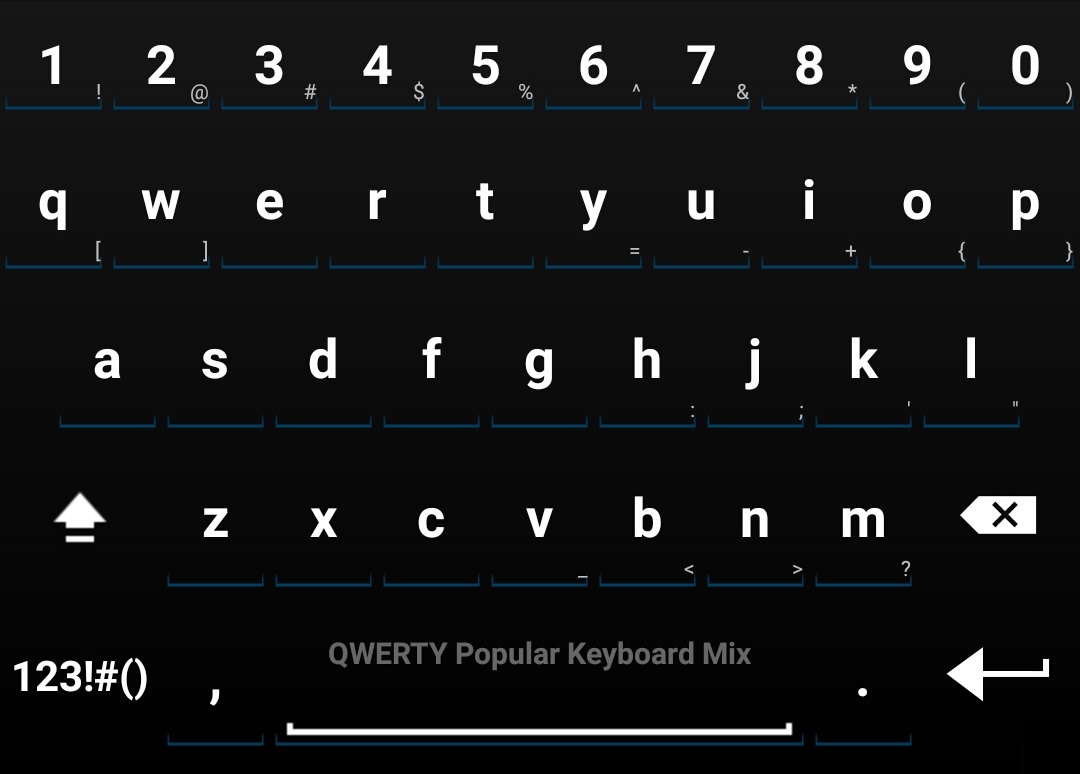 1 ! 2 @ 3 # 4 $ 5 % 6 ^ 7 & 8 * 9 ( 0 )
q [ w ] e r t y = u - i + o { p }
a s d f g h : j ; k ' l "
z x c v _ b < n > m ?
QWERTY Popular Keyboard Mix
123!#() , .